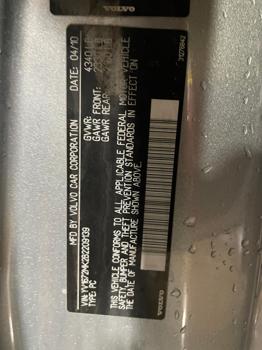 VOLVO
MFD BY VOLVO CAR CORPORATION DATE: 04/10
GVWR: 4340 LB
GAWR FRONT:
GAWR REAR:
THIS VEHICLE CONFORMS TO ALL APPLICABLE FEDERAL MOTOR VEHICLE
SAFETY, BUMPER AND THEFT PREVENTION STANDARDS IN EFFECT ON
THE DATE OF MANUFACTURE SHOWN ABOVE.
TYPE: PC
VOLVO